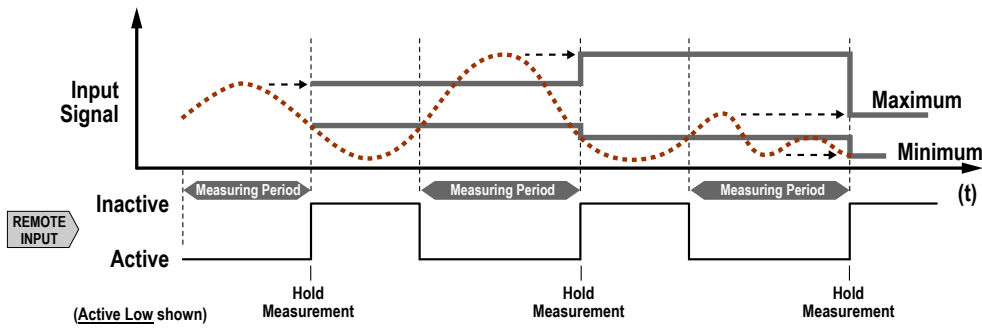 Input
Signal
Maximum
Minimum
(t)
Measuring Period
Measuring Period
Measuring Period
Inactive
REMOTE
INPUT
Active
Hold
Measurement
Hold
Measurement
Hold
Measurement
(Active Low shown)